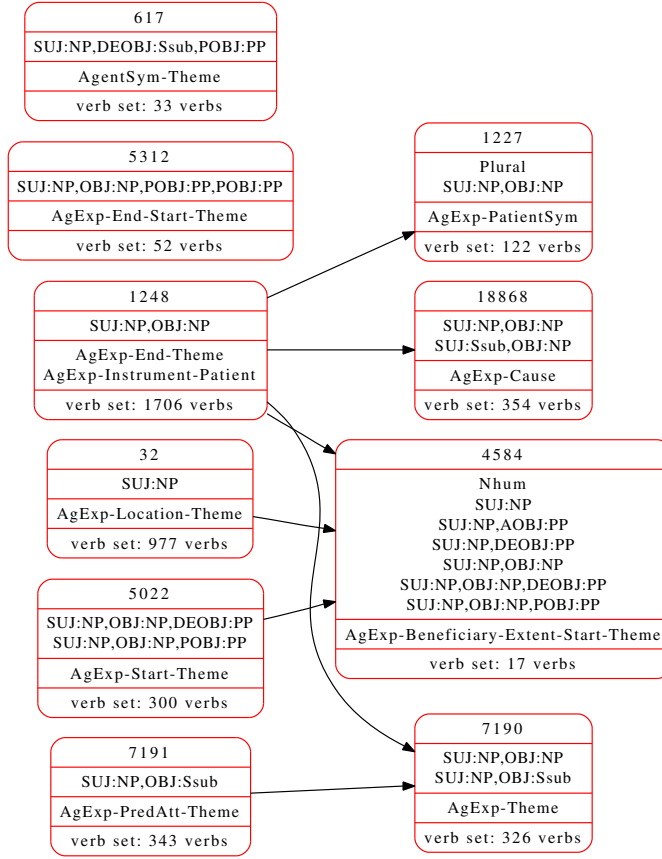 617
SUJ:NP,DEOBJ:Ssub,POBJ:PP
AgentSym-Theme
verb set: 33 verbs
5312
SUJ:NP,OBJ:NP,POBJ:PP,POBJ:PP
AgExp-End-Start-Theme
verb set: 52 verbs
1248
SUJ:NP,OBJ:NP
AgExp-End-Theme
AgExp-Instrument-Patient
verb set: 1706 verbs
32
SUJ:NP
AgExp-Location-Theme
verb set: 977 verbs
5022
SUJ:NP,OBJ:NP,DEOBJ:PP
SUJ:NP,OBJ:NP,POBJ:PP
AgExp-Start-Theme
verb set: 300 verbs
7191
SUJ:NP,OBJ:Ssub
AgExp-PredAtt-Theme
verb set: 343 verbs
1227
Plural
SUJ:NP,OBJ:NP
AgExp-PatientSym
verb set: 122 verbs
18868
SUJ:NP,OBJ:NP
SUJ:Ssub,OBJ:NP
AgExp-Cause
verb set: 354 verbs
4584
Nhum
SUJ:NP
SUJ:NP,AOBJ:PP
SUJ:NP,DEOBJ:PP
SUJ:NP,OBJ:NP
SUJ:NP,OBJ:NP,DEOBJ:PP
SUJ:NP,OBJ:NP,POBJ:PP
AgExp-Beneficiary-Extent-Start-Theme
verb set: 17 verbs
7190
SUJ:NP,OBJ:NP
SUJ:NP,OBJ:Ssub
AgExp-Theme
verb set: 326 verbs